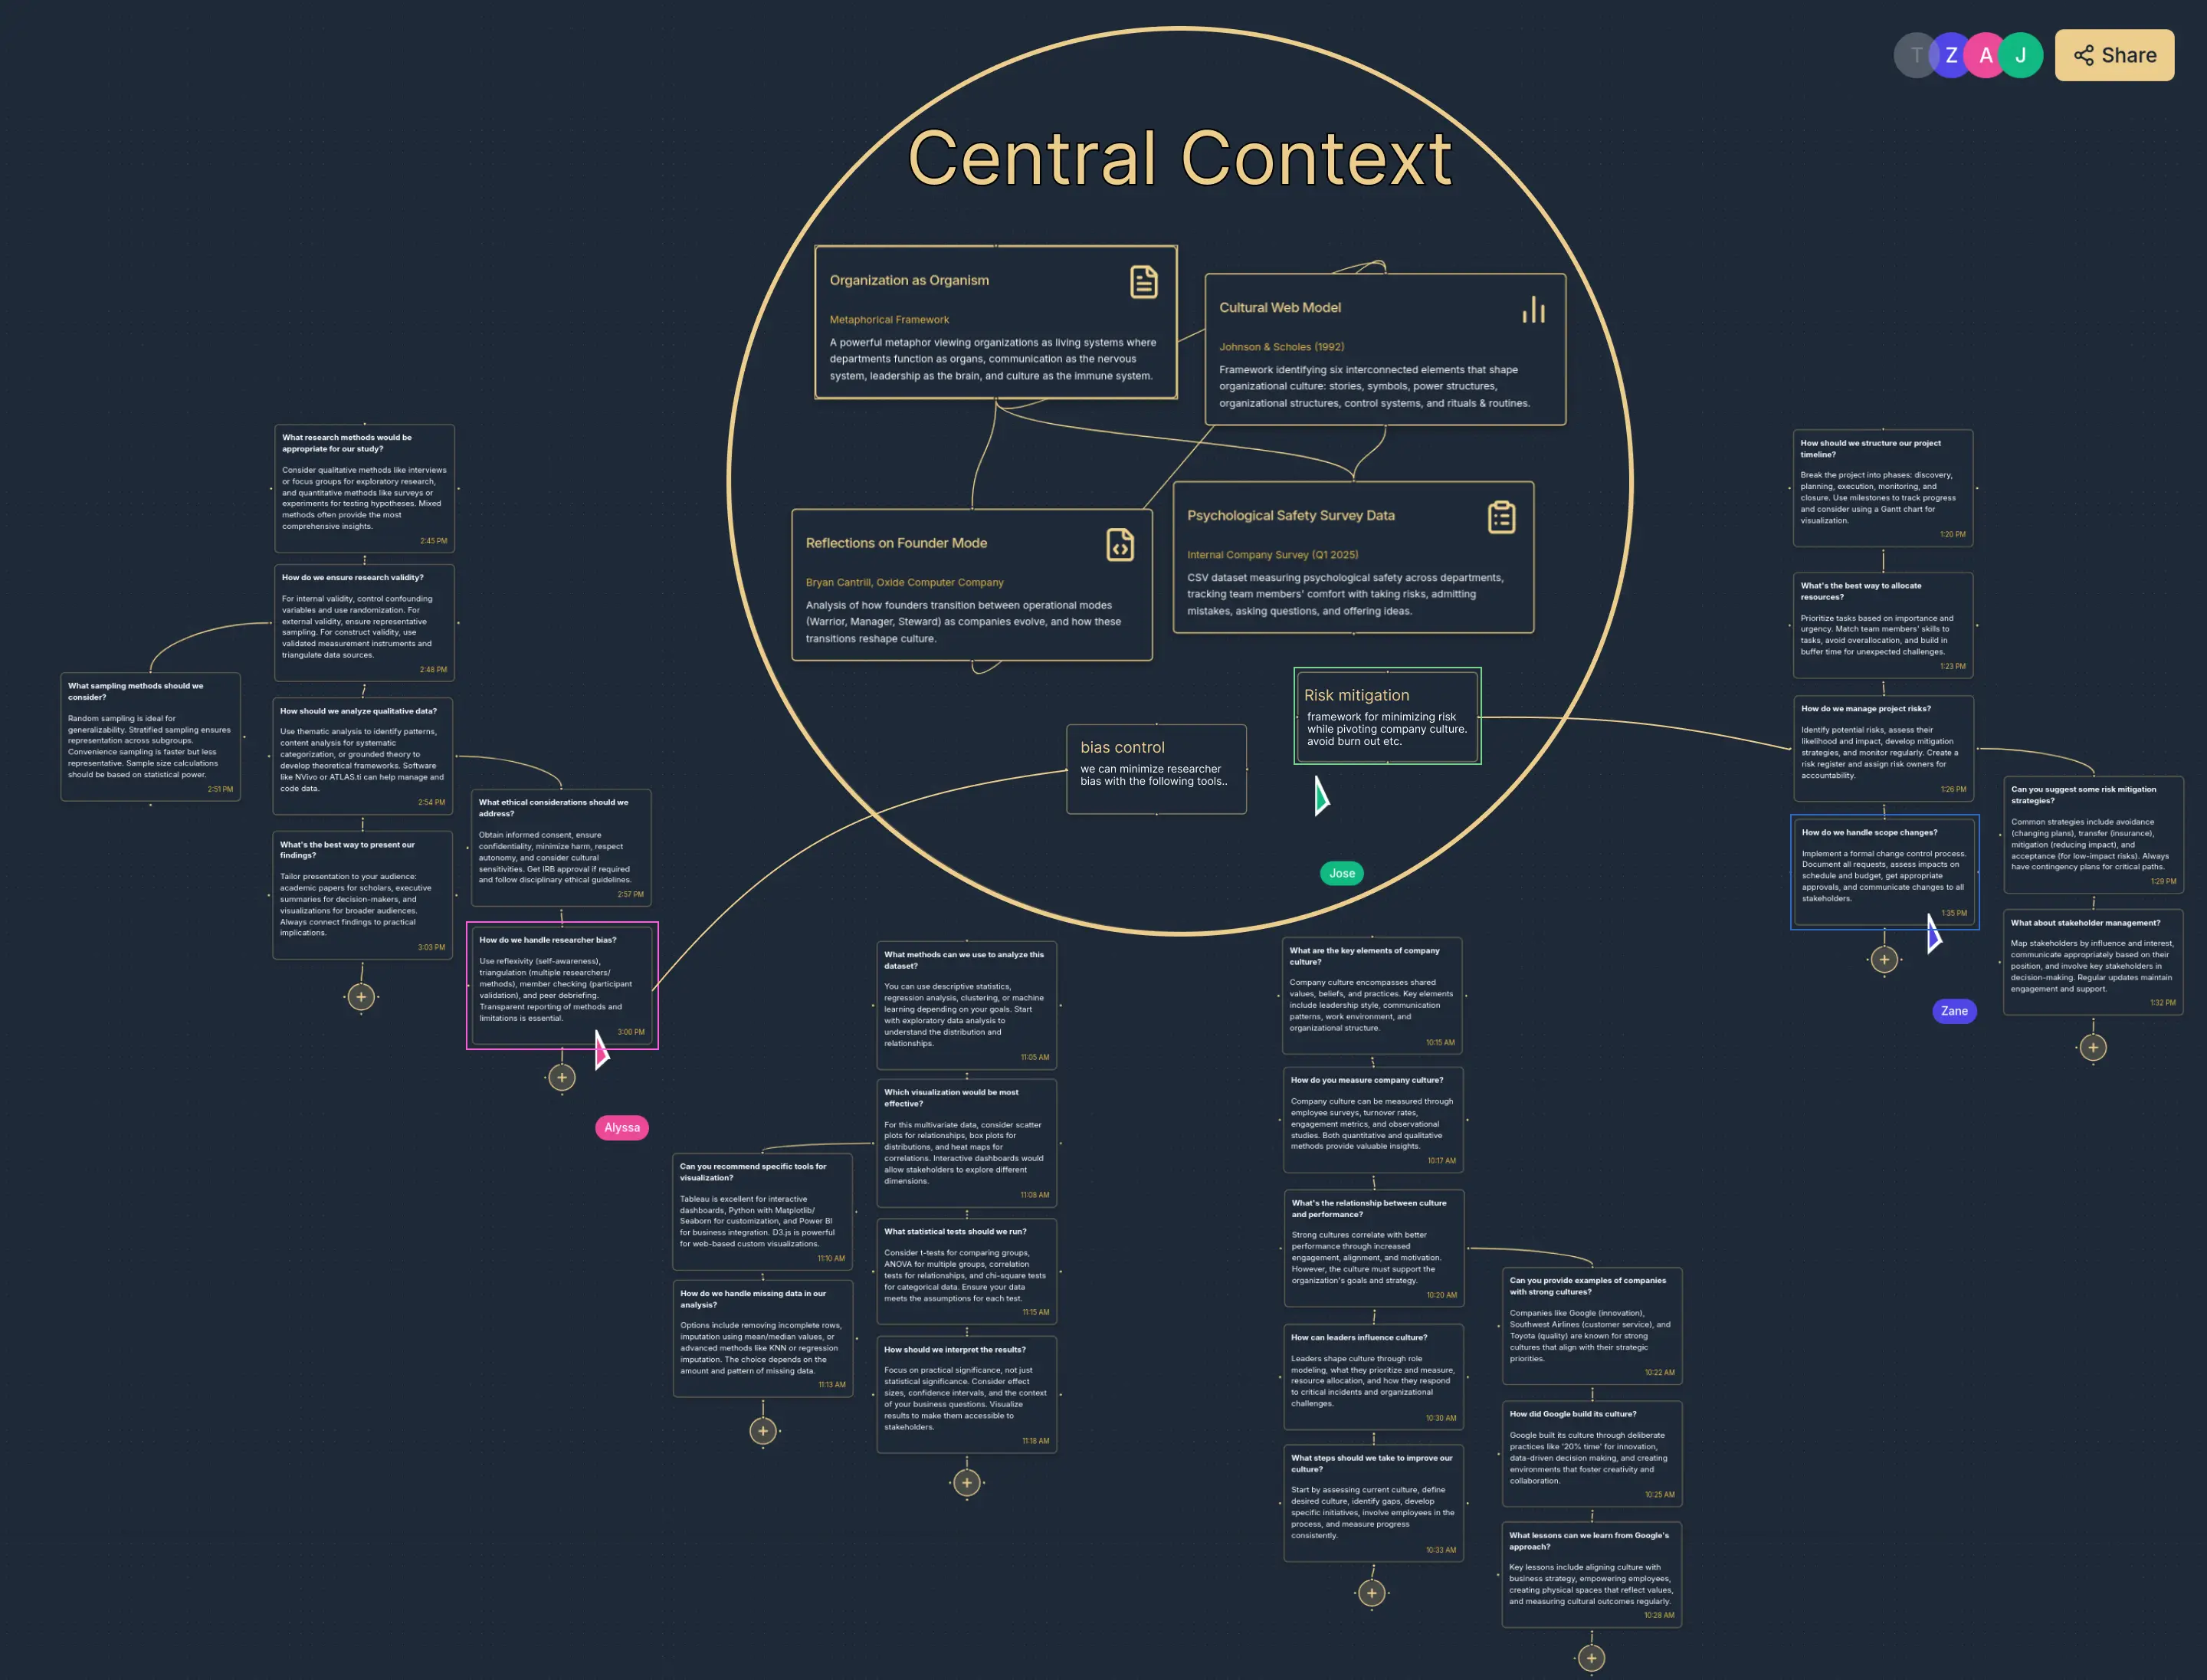 T
Z
A
J
Share
Central Context
Organization as Organism
Metaphorical Framework
A powerful metaphor viewing organizations as living systems where
departments function as organs, communication as the nervous
system, leadership as the brain, and culture as the immune system.
Cultural Web Model
Johnson & Scholes (1992)
Framework identifying six interconnected elements that shape
organizational culture: stories, symbols, power structures,
organizational structures, control systems, and rituals & routines.
Reflections on Founder Mode
Bryan Cantrill, Oxide Computer Company
Analysis of how founders transition between operational modes
(Warrior, Manager, Steward) as companies evolve, and how these
transitions reshape culture.
Psychological Safety Survey Data
Internal Company Survey (Q1 2025)
CSV dataset measuring psychological safety across departments,
tracking team members' comfort with taking risks, admitting
mistakes, asking questions, and offering ideas.
Risk mitigation
framework for minimizing risk
while pivoting company culture.
avoid burn out etc.
bias control
we can minimize researcher
bias with the following tools..
Jose
What research methods would be
appropriate for our study?
Consider qualitative methods like interviews
or focus groups for exploratory research,
and quantitative methods like surveys or
experiments for testing hypotheses. Mixed
methods often provide the most
comprehensive insights.
2:45 PM
How do we ensure research validity?
For internal validity, control confounding
variables and use randomization. For
external validity, ensure representative
sampling. For construct validity, use
validated measurement instruments and
triangulate data sources.
2:48 PM
What sampling methods should we
consider?
Random sampling is ideal for
generalizability. Stratified sampling ensures
representation across subgroups.
Convenience sampling is faster but less
representative. Sample size calculations
should be based on statistical power.
2:51 PM
How should we analyze qualitative data?
Use thematic analysis to identify patterns,
content analysis for systematic
categorization, or grounded theory to
develop theoretical frameworks. Software
like NVivo or ATLAS.ti can help manage and
code data.
2:54 PM
What's the best way to present our
findings?
Tailor presentation to your audience:
academic papers for scholars, executive
summaries for decision-makers, and
visualizations for broader audiences.
Always connect findings to practical
implications.
3:03 PM
What ethical considerations should we
address?
Obtain informed consent, ensure
confidentiality, minimize harm, respect
autonomy, and consider cultural
sensitivities. Get IRB approval if required
and follow disciplinary ethical guidelines.
2:57 PM
How do we handle researcher bias?
Use reflexivity (self-awareness),
triangulation (multiple researchers/
methods), member checking (participant
validation), and peer debriefing.
Transparent reporting of methods and
limitations is essential.
3:00 PM
Alyssa
What methods can we use to analyze this
dataset?
You can use descriptive statistics,
regression analysis, clustering, or machine
learning depending on your goals. Start
with exploratory data analysis to
understand the distribution and
relationships.
11:05 AM
Which visualization would be most
effective?
For this multivariate data, consider scatter
plots for relationships, box plots for
distributions, and heat maps for
correlations. Interactive dashboards would
allow stakeholders to explore different
dimensions.
11:08 AM
Can you recommend specific tools for
visualization?
Tableau is excellent for interactive
dashboards, Python with Matplotlib/
Seaborn for customization, and Power BI
for business integration. D3.js is powerful
for web-based custom visualizations.
11:10 AM
How do we handle missing data in our
analysis?
Options include removing incomplete rows,
imputation using mean/median values, or
advanced methods like KNN or regression
imputation. The choice depends on the
amount and pattern of missing data.
11:13 AM
What statistical tests should we run?
Consider t-tests for comparing groups,
ANOVA for multiple groups, correlation
tests for relationships, and chi-square tests
for categorical data. Ensure your data
meets the assumptions for each test.
11:15 AM
How should we interpret the results?
Focus on practical significance, not just
statistical significance. Consider effect
sizes, confidence intervals, and the context
of your business questions. Visualize
results to make them accessible to
stakeholders.
11:18 AM
What are the key elements of company
culture?
Company culture encompasses shared
values, beliefs, and practices. Key elements
include leadership style, communication
patterns, work environment, and
organizational structure.
10:15 AM
How do you measure company culture?
Company culture can be measured through
employee surveys, turnover rates,
engagement metrics, and observational
studies. Both quantitative and qualitative
methods provide valuable insights.
10:17 AM
What's the relationship between culture
and performance?
Strong cultures correlate with better
performance through increased
engagement, alignment, and motivation.
However, the culture must support the
organization's goals and strategy.
10:20 AM
How can leaders influence culture?
Leaders shape culture through role
modeling, what they prioritize and measure,
resource allocation, and how they respond
to critical incidents and organizational
challenges.
10:30 AM
What steps should we take to improve our
culture?
Start by assessing current culture, define
desired culture, identify gaps, develop
specific initiatives, involve employees in the
process, and measure progress
consistently.
10:33 AM
Can you provide examples of companies
with strong cultures?
Companies like Google (innovation),
Southwest Airlines (customer service), and
Toyota (quality) are known for strong
cultures that align with their strategic
priorities.
10:22 AM
How did Google build its culture?
Google built its culture through deliberate
practices like '20% time' for innovation,
data-driven decision making, and creating
environments that foster creativity and
collaboration.
10:25 AM
What lessons can we learn from Google's
approach?
Key lessons include aligning culture with
business strategy, empowering employees,
creating physical spaces that reflect values,
and measuring cultural outcomes regularly.
10:28 AM
How should we structure our project
timeline?
Break the project into phases: discovery,
planning, execution, monitoring, and
closure. Use milestones to track progress
and consider using a Gantt chart for
visualization.
1:20 PM
What's the best way to allocate
resources?
Prioritize tasks based on importance and
urgency. Match team members' skills to
tasks, avoid overallocation, and build in
buffer time for unexpected challenges.
1:23 PM
How do we manage project risks?
Identify potential risks, assess their
likelihood and impact, develop mitigation
strategies, and monitor regularly. Create a
risk register and assign risk owners for
accountability.
1:26 PM
How do we handle scope changes?
Implement a formal change control process.
Document all requests, assess impacts on
schedule and budget, get appropriate
approvals, and communicate changes to all
stakeholders.
1:35 PM
Zane
Can you suggest some risk mitigation
strategies?
Common strategies include avoidance
(changing plans), transfer (insurance),
mitigation (reducing impact), and
acceptance (for low-impact risks). Always
have contingency plans for critical paths.
1:29 PM
What about stakeholder management?
Map stakeholders by influence and interest,
communicate appropriately based on their
position, and involve key stakeholders in
decision-making. Regular updates maintain
engagement and support.
1:32 PM